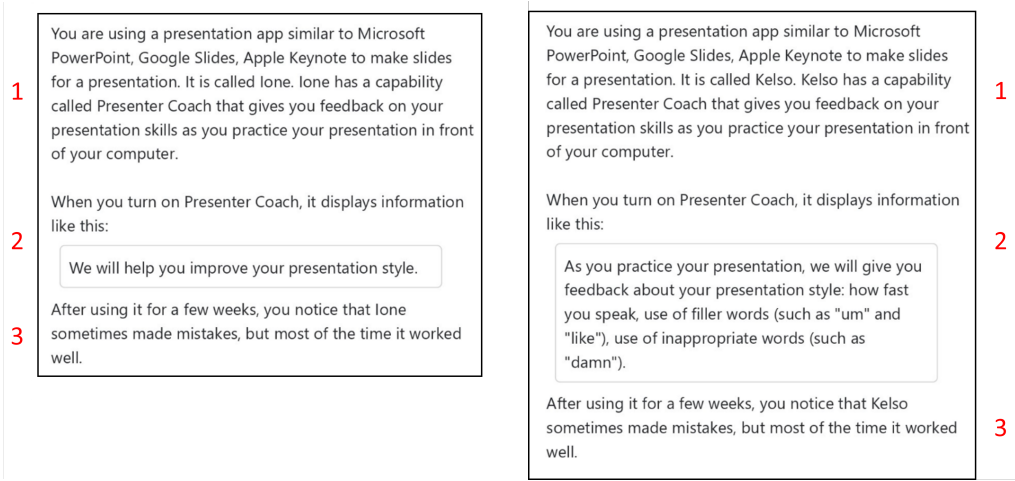 You are using a presentation app similar to Microsoft
PowerPoint, Google Slides, Apple Keynote to make slides
for a presentation. It is called Ione. Ione has a capability
called Presenter Coach that gives you feedback on your
presentation skills as you practice your presentation in front
of your computer.
When you turn on Presenter Coach, it displays information
like this:
We will help you improve your presentation style.
After using it for a few weeks, you notice that Ione
sometimes made mistakes, but most of the time it worked
well.
1
2
3
You are using a presentation app similar to Microsoft
PowerPoint, Google Slides, Apple Keynote to make slides
for a presentation. It is called Kelso. Kelso has a capability
called Presenter Coach that gives you feedback on your
presentation skills as you practice your presentation in front
of your computer.
When you turn on Presenter Coach, it displays information
like this:
As you practice your presentation, we will give you
feedback about your presentation style: how fast
you speak, use of filler words (such as "um" and
"like"), use of inappropriate words (such as
"damn").
After using it for a few weeks, you notice that Kelso
sometimes made mistakes, but most of the time it worked
well.
1
2
3